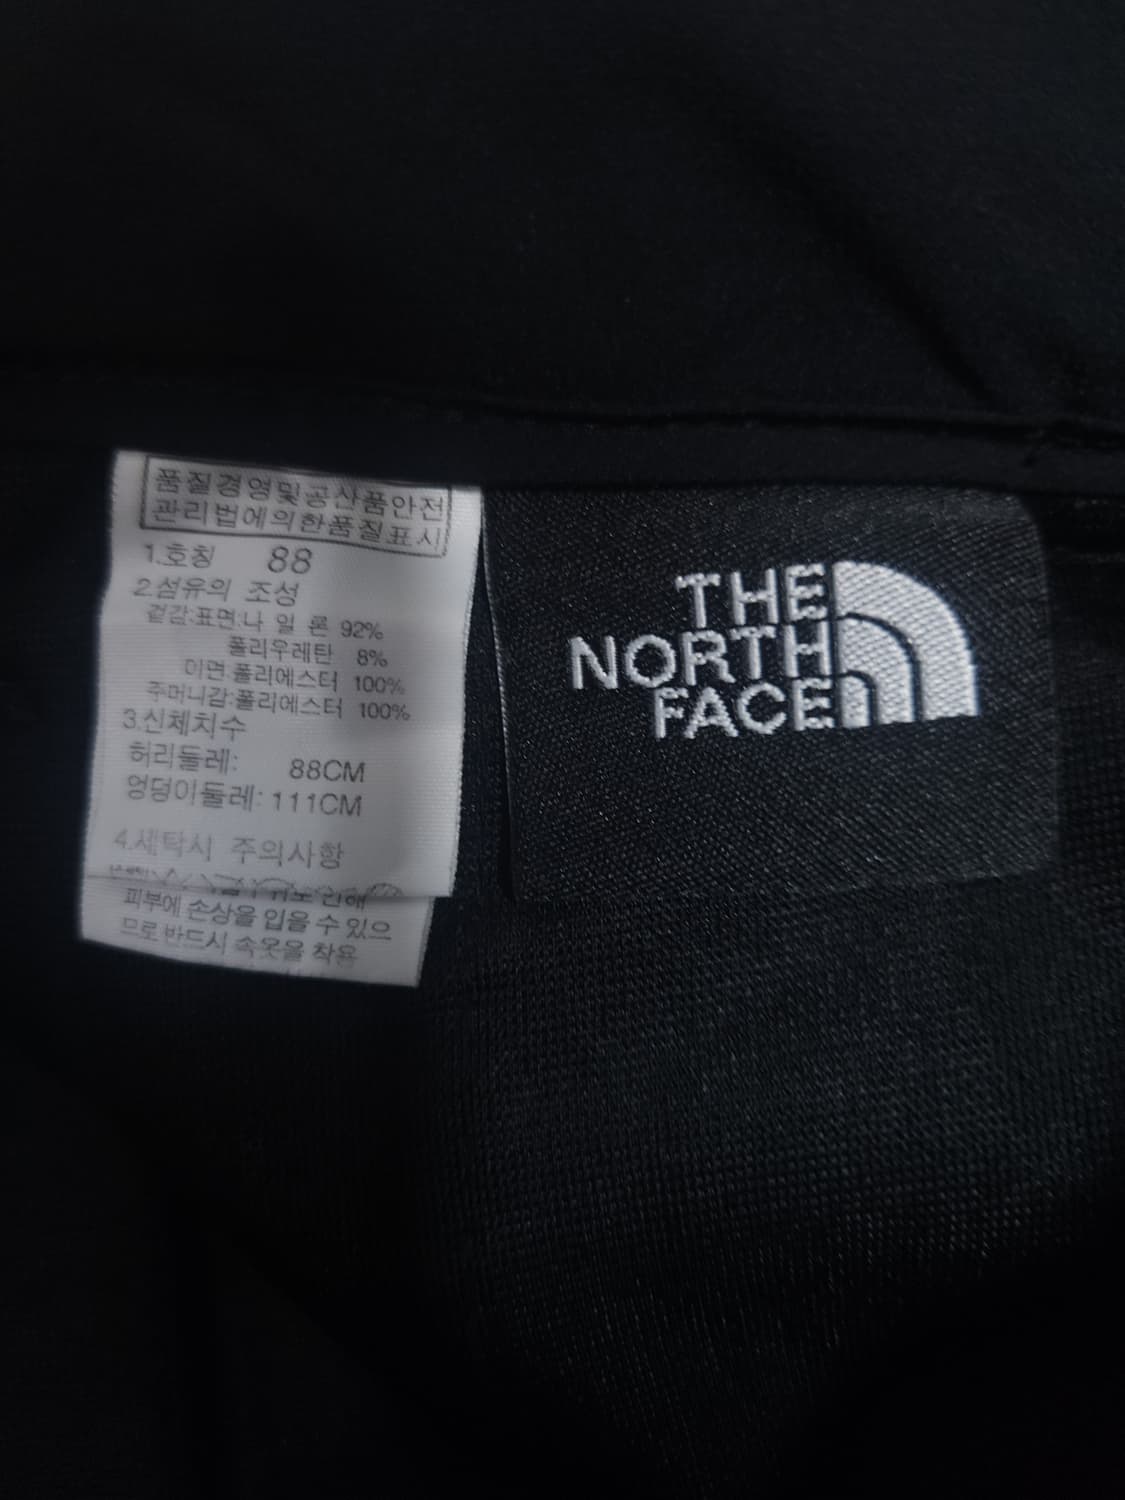 품질경영및공산품안전
관리법에의한품질표시
1.호칭 88
2.섬유의 조성
겉감:표면:나 일 론 92%
폴리우레탄 8%
이면:폴리에스터 100%
주머니감:폴리에스터 100%
3.신체치수
허리둘레: 88CM
엉덩이둘레: 111CM
4.세탁시 주의사항
피부에 손상을 입을 수 있으
므로 반드시 속옷을 착용
THE
NORTH
FACE